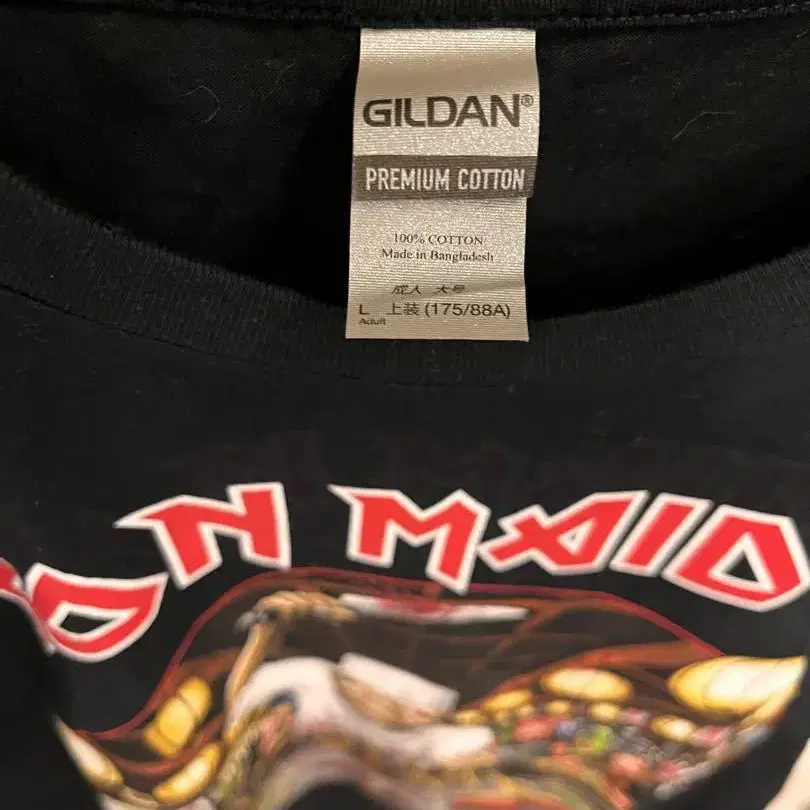 GILDAN®
PREMIUM COTTON
100% COTTON
Made in Bangladesh
成人 大号
L 上装 (175/88A)
Adult
ON MAID